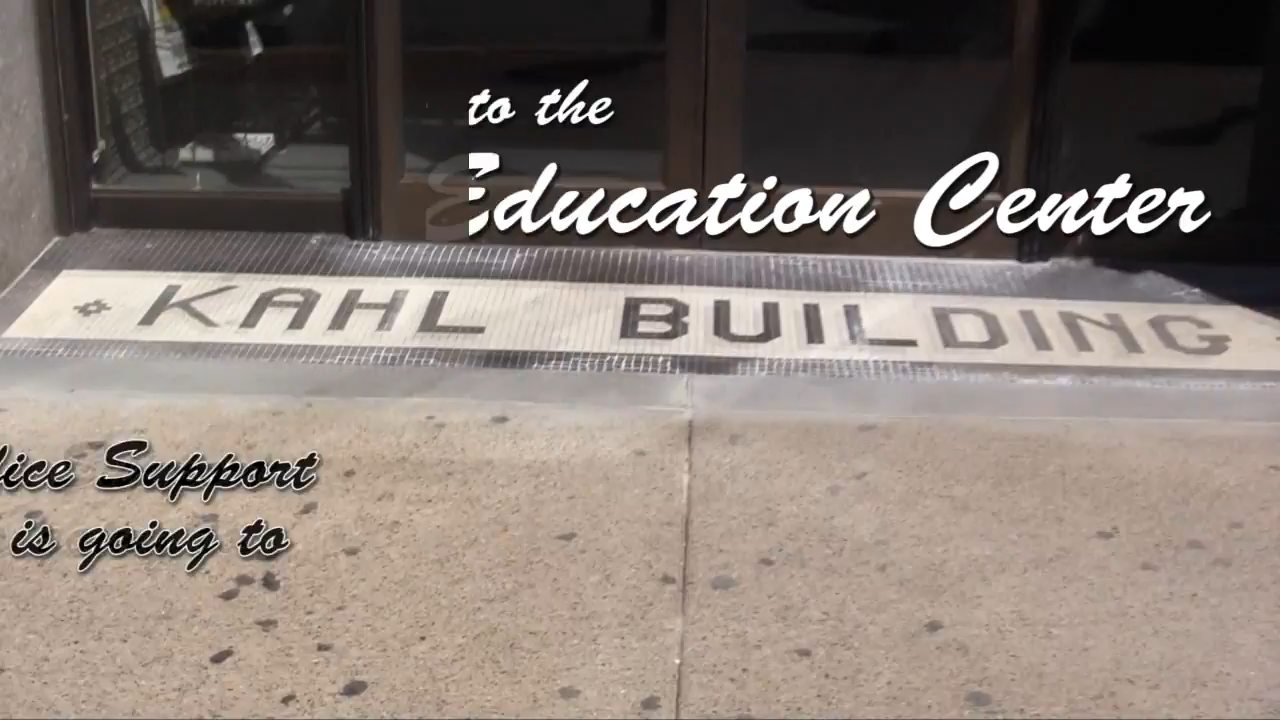 to the
Education Center
KAHL BUILDING
Support
is going to